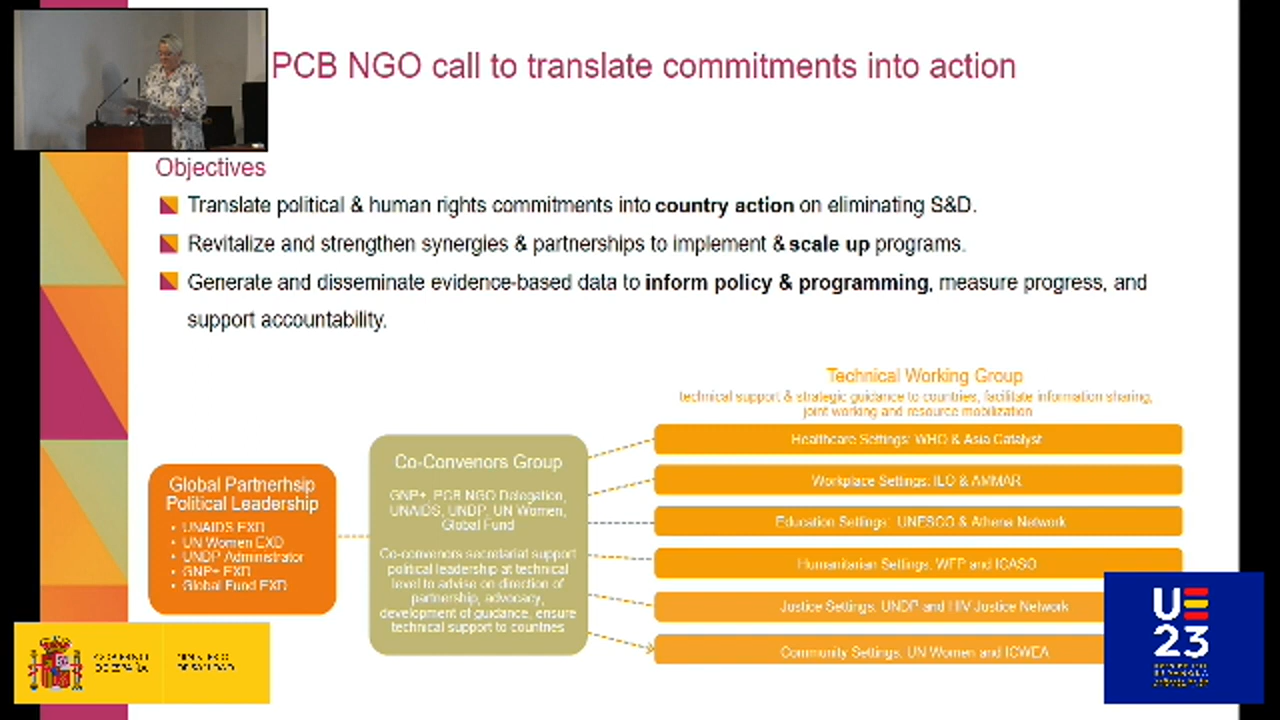 PCB NGO call to translate commitments into action
Objectives
Translate political & human rights commitments into country action on eliminating S&D.
Revitalize and strengthen synergies & partnerships to implement & scale up programs.
Generate and disseminate evidence-based data to inform policy & programming, measure progress, and
support accountability.
Technical Working Group
technical support & strategic guidance to countries, facilitate information sharing,
joint working and resource mobilization
Global Partnerhsip
Political Leadership
• UNAIDS EXD
• UN Women EXD
• UNDP Administrator
• GNP+ EXD
• Global Fund EXD
Co-Convenors Group
GNP+, PCB NGO Delegation,
UNAIDS, UNDP, UN Women,
Global Fund
Co-convenors secretariat support
political leadership at technical
level to advise on direction of
partnership, advocacy,
development of guidance, ensure
technical support to countries
Healthcare Settings: WHO & Asia Catalyst
Workplace Settings: ILO & AMMAR
Education Settings: UNESCO & Athena Network
Humanitarian Settings: WFP and ICASO
Justice Settings: UNDP and HIV Justice Network
Community Settings: UN Women and ICWEA
GOBIERNO
DE ESPAÑA
MINISTERIO
DE SANIDAD
UE
23
ESPAÑOLA